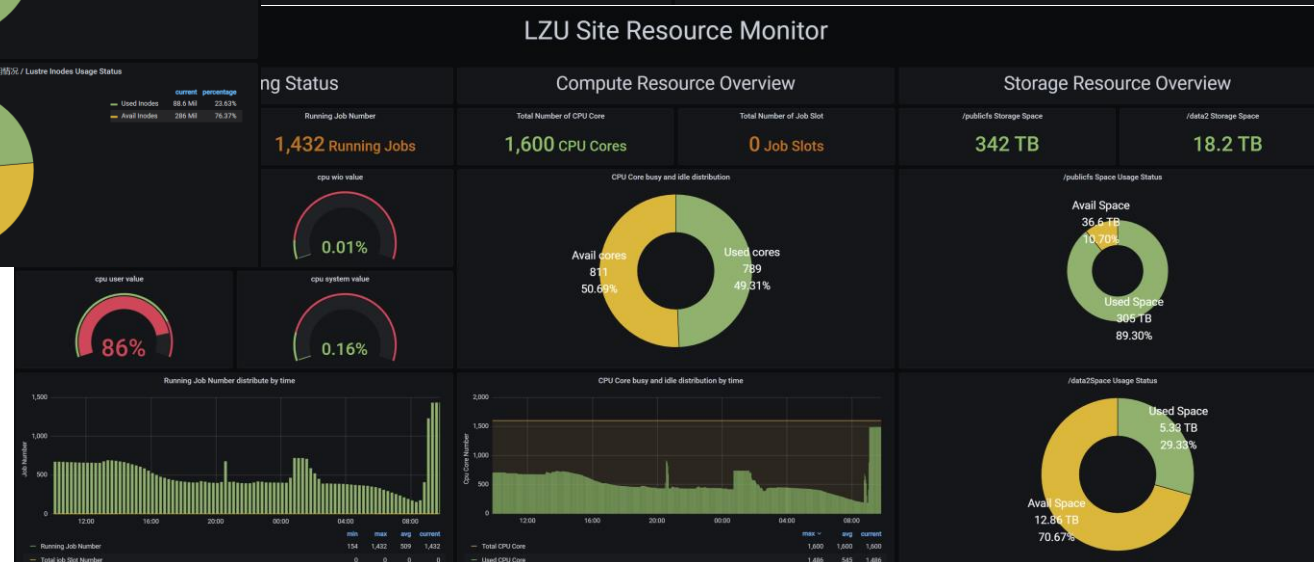 LZU Site Resource Monitor
情况 / Lustre Inodes Usage Status
current percentage
Used Inodes 88.6 Mil 23.63%
Avail Inodes 286 Mil 76.37%
ng Status
Compute Resource Overview
Storage Resource Overview
Running Job Number
1,432 Running Jobs
Total Number of CPU Core
1,600 CPU Cores
Total Number of Job Slot
0 Job Slots
/publicfs Storage Space
342 TB
/data2 Storage Space
18.2 TB
cpu wio value
0.01%
CPU Core busy and idle distribution
Avail cores
811
50.69%
Used cores
789
49.31%
/publicfs Space Usage Status
Avail Space
36.6 TB
10.70%
Used Space
305 TB
89.30%
cpu user value
86%
cpu system value
0.16%
Running Job Number distribute by time
1,500
1,000
500
0
Job Number
12:00 16:00 20:00 00:00 04:00 08:00
min max avg current
Running Job Number 154 1,432 509 1,432
Total job Slot Number 0 0 0 0
CPU Core busy and idle distribution by time
2,000
1,500
1,000
500
0
Cpu Core Number
12:00 16:00 20:00 00:00 04:00 08:00
max avg current
Total CPU Core 1,600 1,600 1,600
Used CPU Core 1,486 545 1,486
/data2Space Usage Status
Used Space
5.33 TB
29.33%
Avail Space
12.86 TB
70.67%